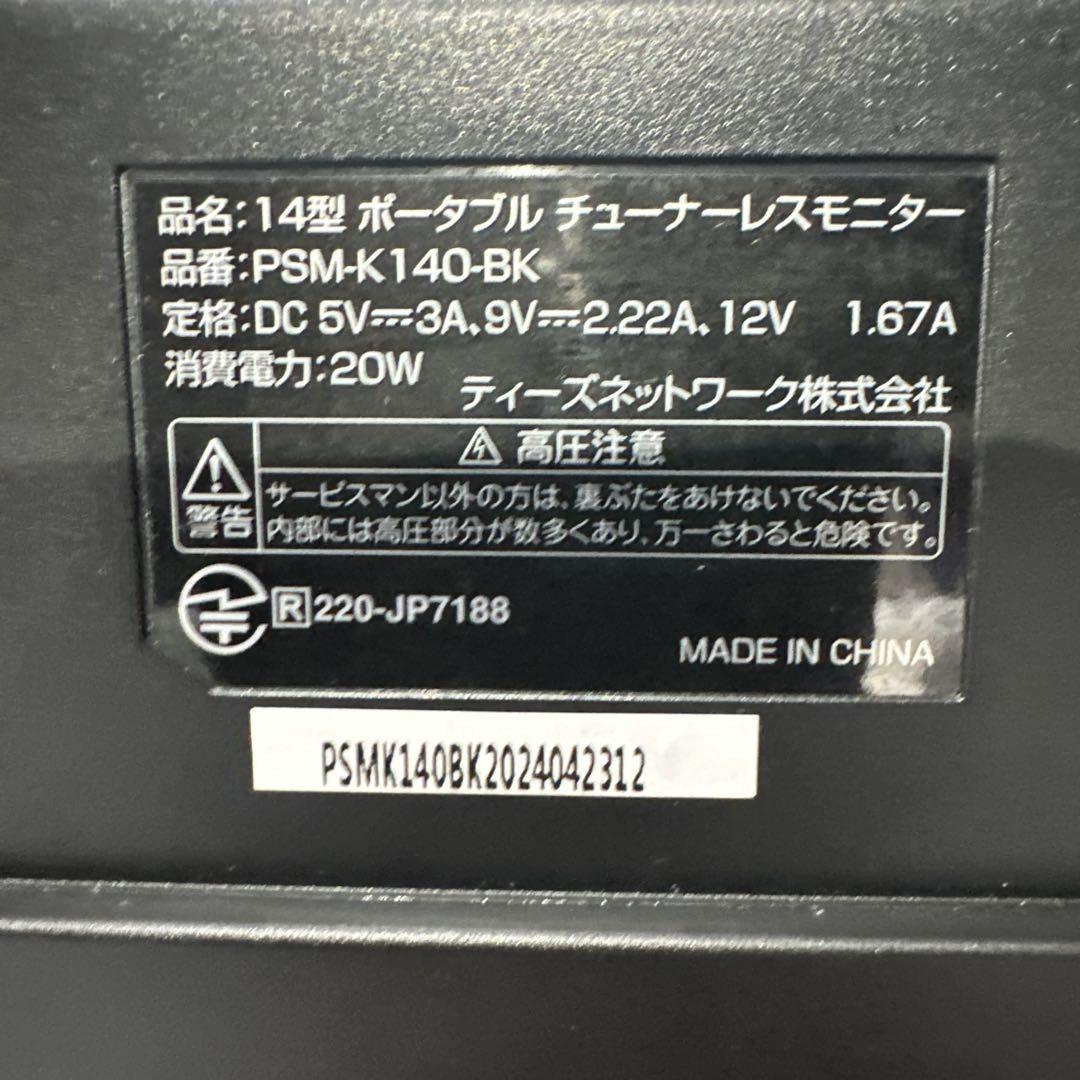 品名:14型 ポータブル チューナーレスモニター
品番:PSM-K140-BK
定格:DC 5V⎓3A、9V⎓2.22A、12V 1.67A
消費電力:20W
ティーズネットワーク株式会社
高圧注意
警告
サービスマン以外の方は、裏ぶたをあけないでください。
内部には高圧部分が数多くあり、万一さわると危険です。
R 220-JP7188
MADE IN CHINA
PSMK140BK2024042312